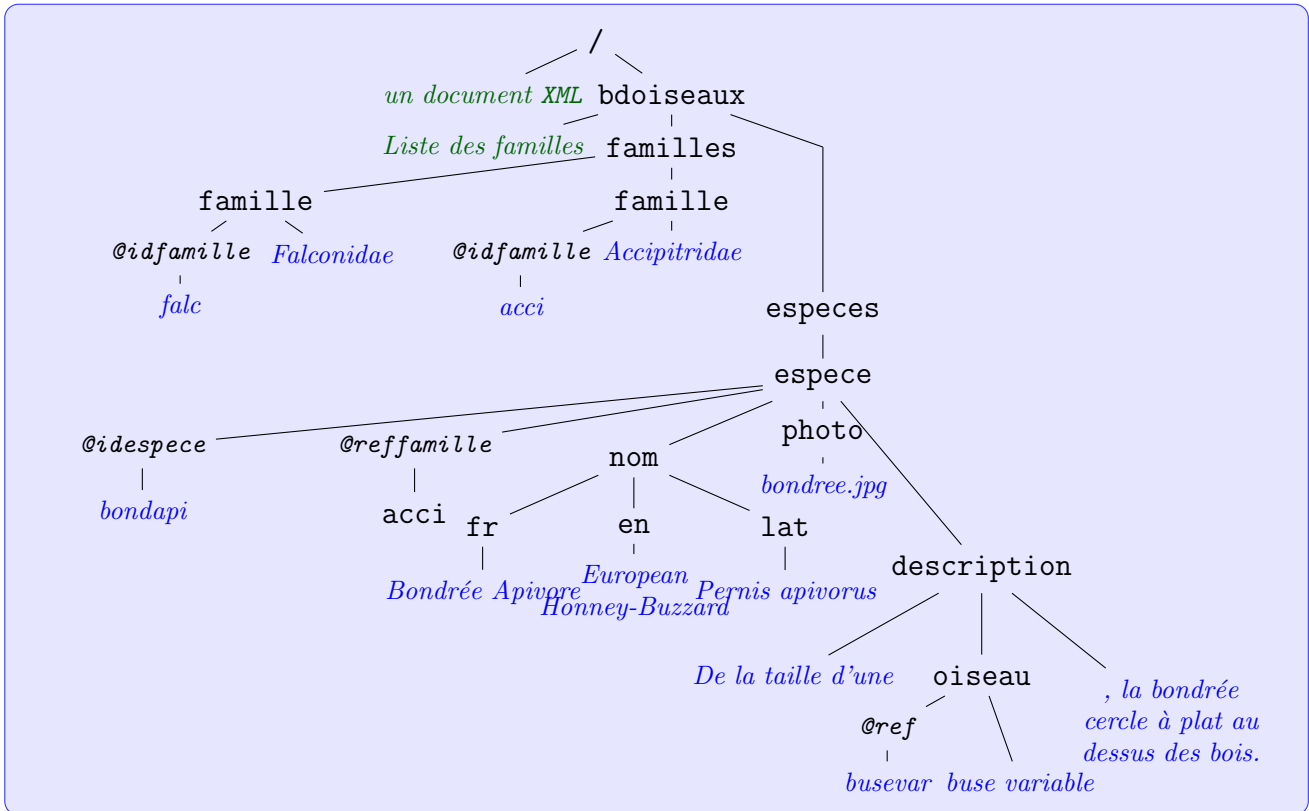 /
un document XML bdoiseaux
Liste des familles familles
famille famille
@idfamille Falconidae @idfamille Accipitridae
falc acci
especes
espece
photo
@idespece @reffamille
nom
bondree.jpg
bondapi acci
fr en lat
description
European
Bondrée Apivore Pernis apivorus
Honney-Buzzard
De la taille d'une oiseau
, la bondrée
cercle à plat au
@ref
dessus des bois.
busevar buse variable